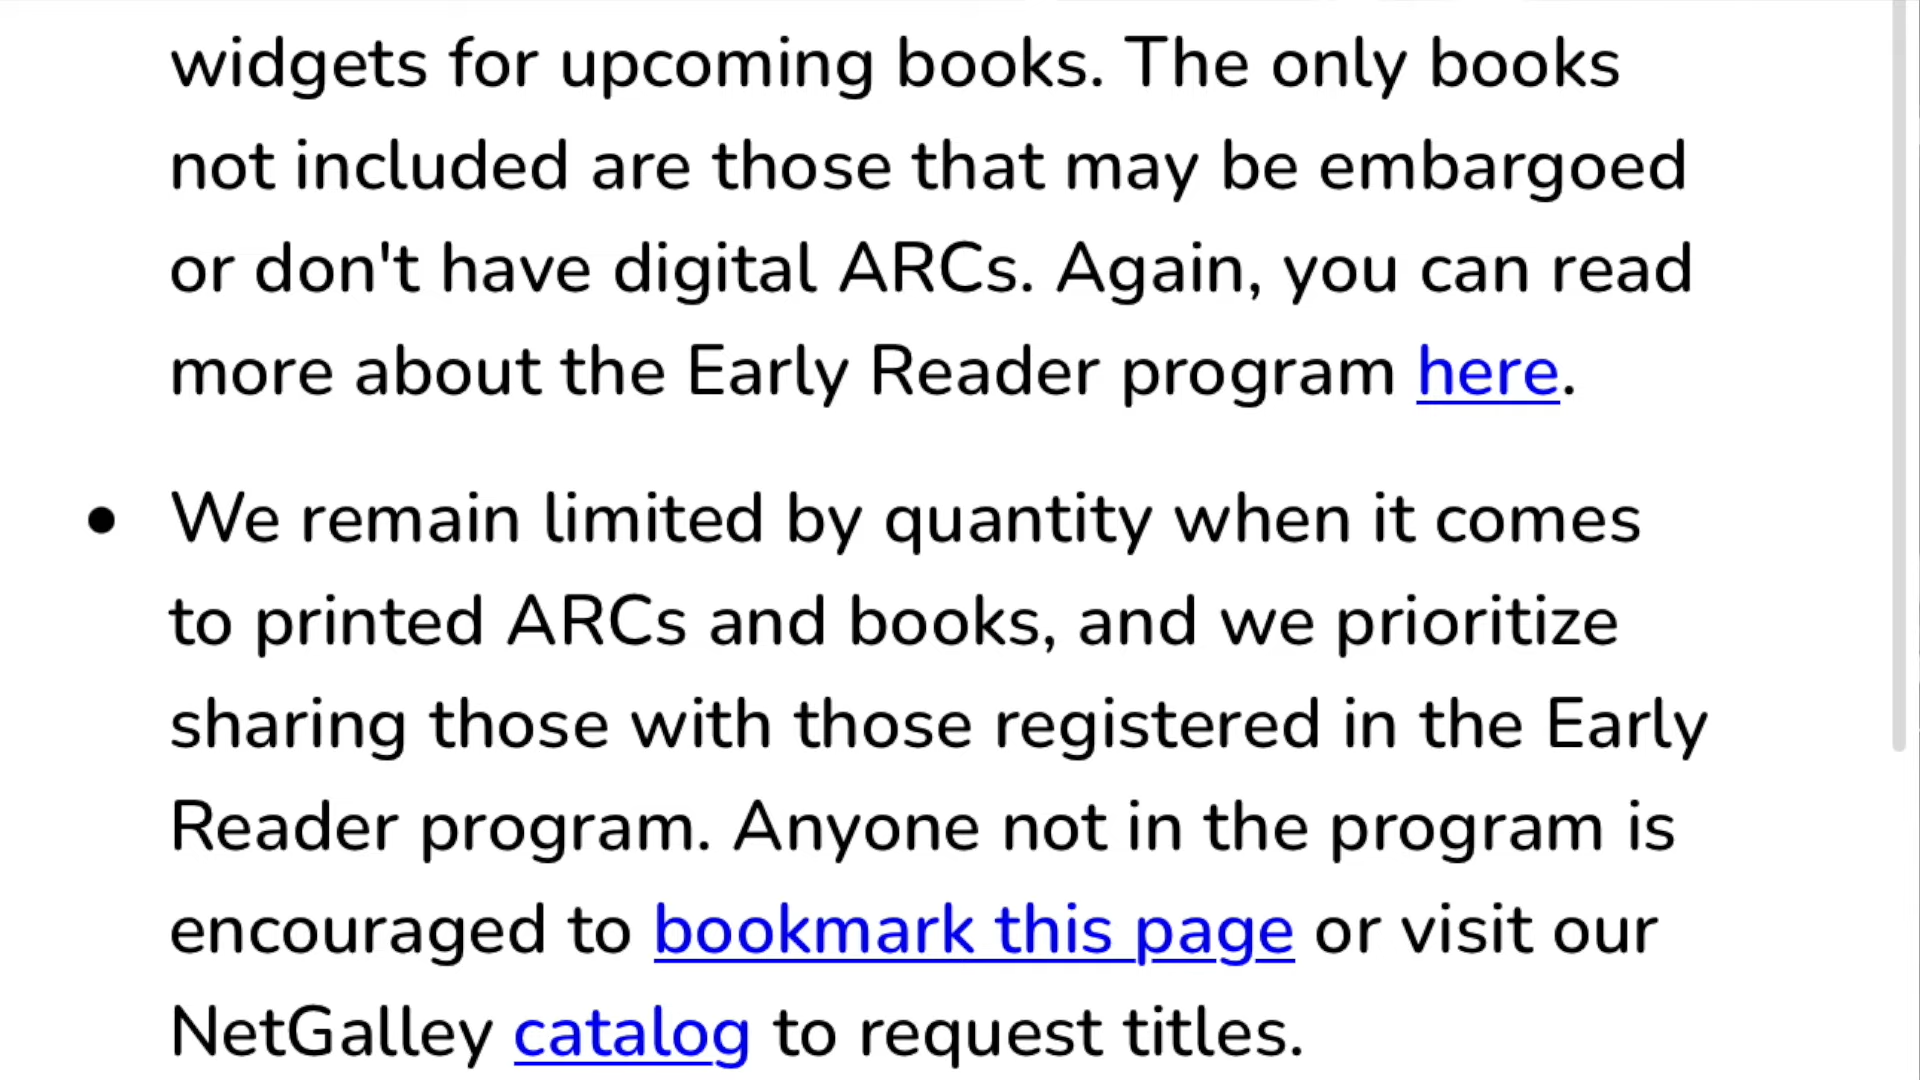 widgets for upcoming books. The only books
not included are those that may be embargoed
or don't have digital ARCs. Again, you can read
more about the Early Reader program here.
• We remain limited by quantity when it comes
to printed ARCs and books, and we prioritize
sharing those with those registered in the Early
Reader program. Anyone not in the program is
encouraged to bookmark this page or visit our
NetGalley catalog to request titles.